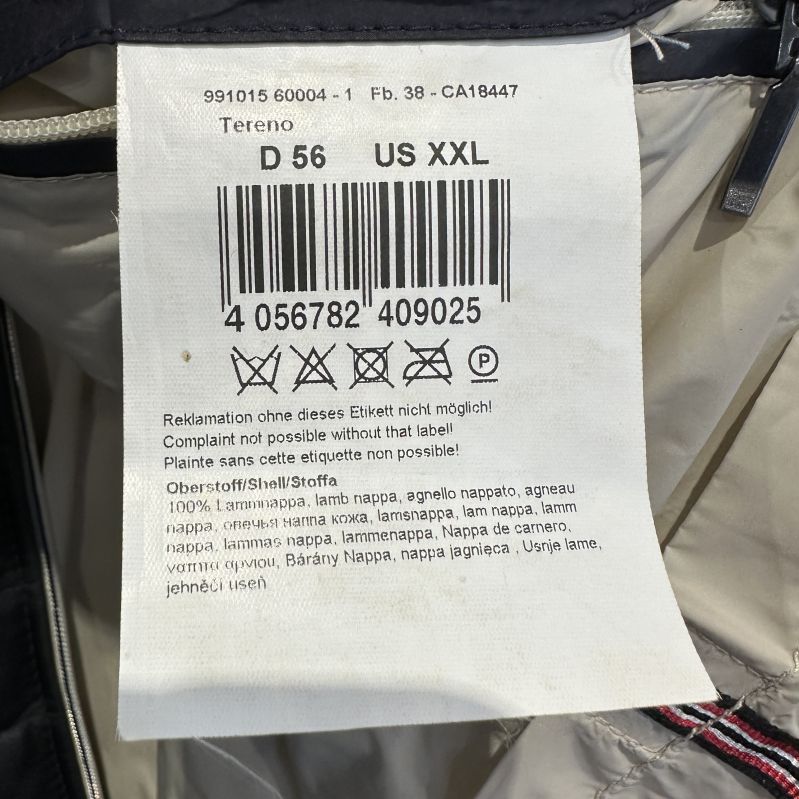 991015 60004 - 1 Fb. 38 - CA18447
Tereno
D 56 US XXL
4 056782 409025
P
Reklamation ohne dieses Etikett nicht möglich!
Complaint not possible without that label!
Plainte sans cette etiquette non possible!
Oberstoff/Shell/Stoffa
100% Lammnappa, lamb nappa, agnello nappato, agneau
nappa, овечья наппа кожа, lamsnappa, lam nappa, lamm
nappa, lammas nappa, lammenappa, Nappa de carnero,
ναππα αρνιου, Bárány Nappa, nappa jagnięca , Usnje lame,
jehněčí useň